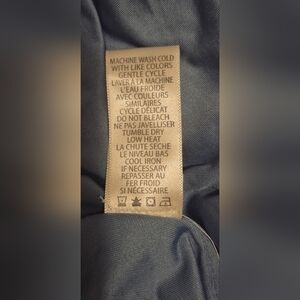 MACHINE WASH COLD
WITH LIKE COLORS
GENTLE CYCLE
LAVER À LA MACHINE
L'EAU FROIDE
AVEC COULEURS
SIMILAIRES
CYCLE DÉLICAT
DO NOT BLEACH
NE PAS JAVELLISER
TUMBLE DRY
LOW HEAT
LA CHUTE SECHE
LE NIVEAU BAS
COOL IRON
IF NECESSARY
REPASSER AU
FER FROID
SI NÉCESSAIRE